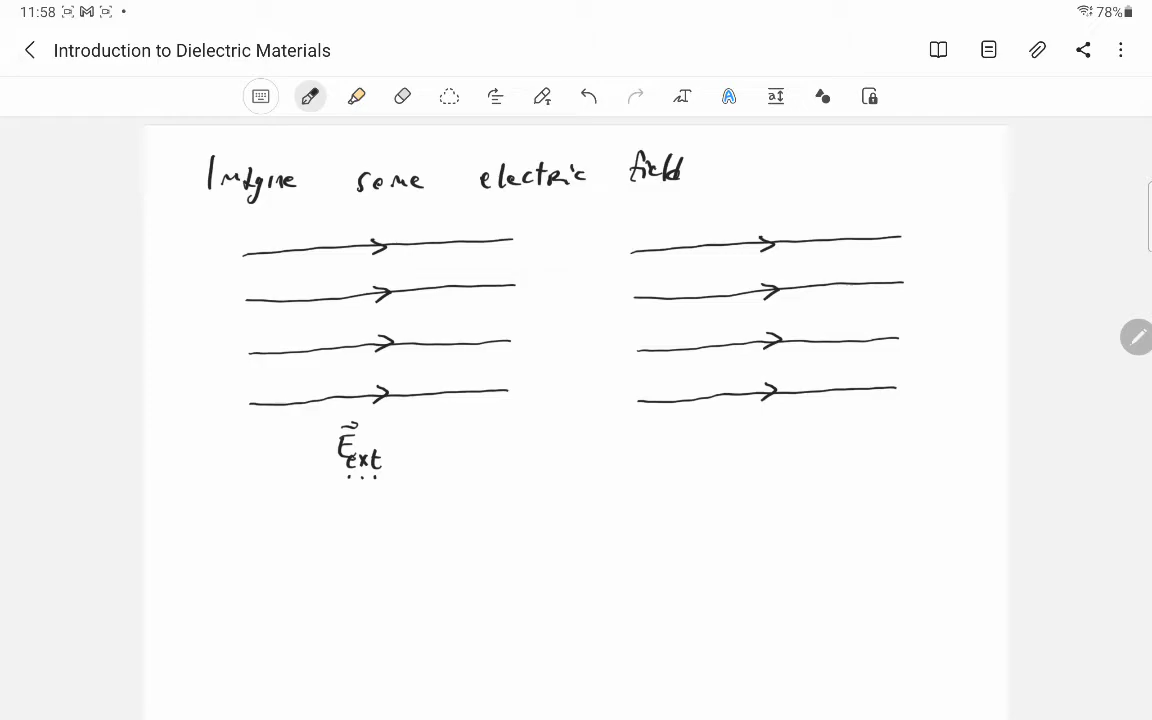 11:58
78%
Introduction to Dielectric Materials
Imagine some electric field
E⃗ext
...